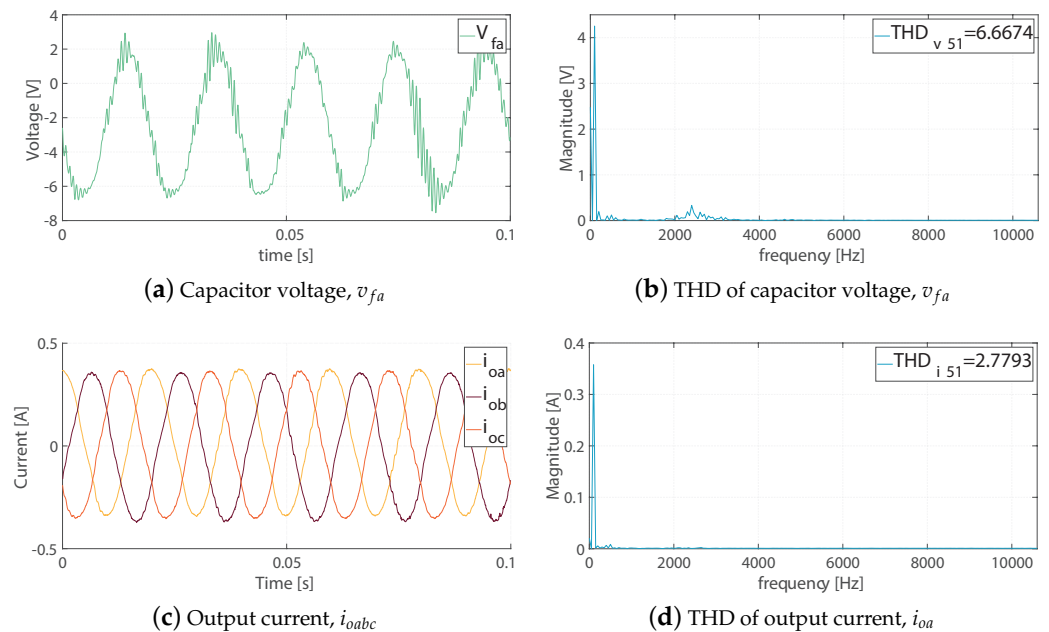 4
2
0
-2
-4
-6
-8
Voltage [V]
V fa
0
0.05
0.1
time [s]
(a) Capacitor voltage, v_fa
4
3
2
1
0
Magnitude [V]
THD v 51=6.6674
0
2000
4000
6000
8000
10000
frequency [Hz]
(b) THD of capacitor voltage, v_fa
0.5
0
-0.5
Current [A]
i oa
i ob
i oc
0
0.05
0.1
Time [s]
(c) Output current, i_oabc
0.4
0.3
0.2
0.1
0
Magnitude [A]
THD i 51=2.7793
0
2000
4000
6000
8000
10000
frequency [Hz]
(d) THD of output current, i_oa